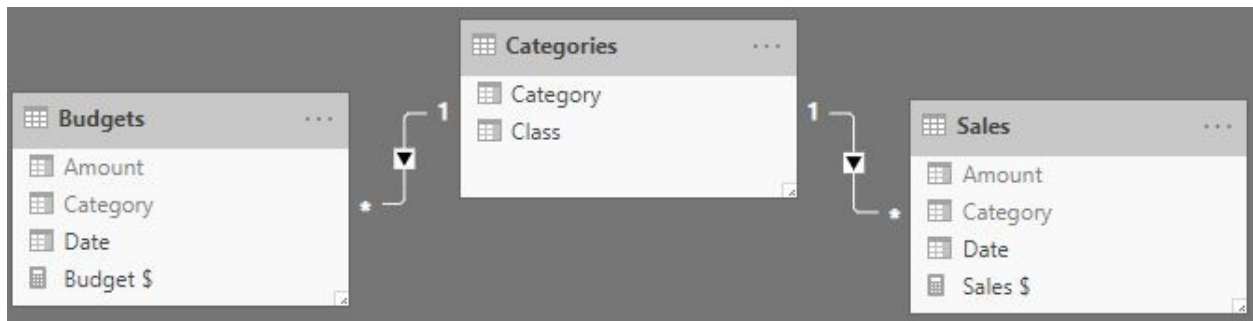 Budgets
Amount
Category
Date
Budget $
1
*
Categories
Category
Class
1
*
Sales
Amount
Category
Date
Sales $